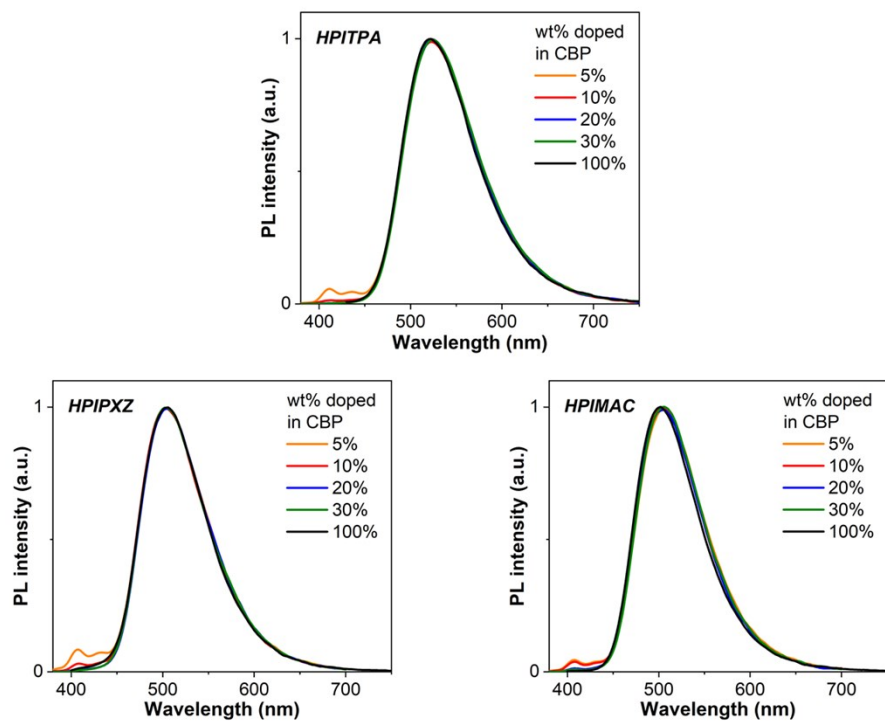 HPITPA
wt% doped
in CBP
5%
10%
20%
30%
100%
1
0
PL intensity (a.u.)
400 500 600 700
Wavelength (nm)
HPIPXZ
wt% doped
in CBP
5%
10%
20%
30%
100%
1
0
PL intensity (a.u.)
400 500 600 700
Wavelength (nm)
HPIMAC
wt% doped
in CBP
5%
10%
20%
30%
100%
1
0
PL intensity (a.u.)
400 500 600 700
Wavelength (nm)